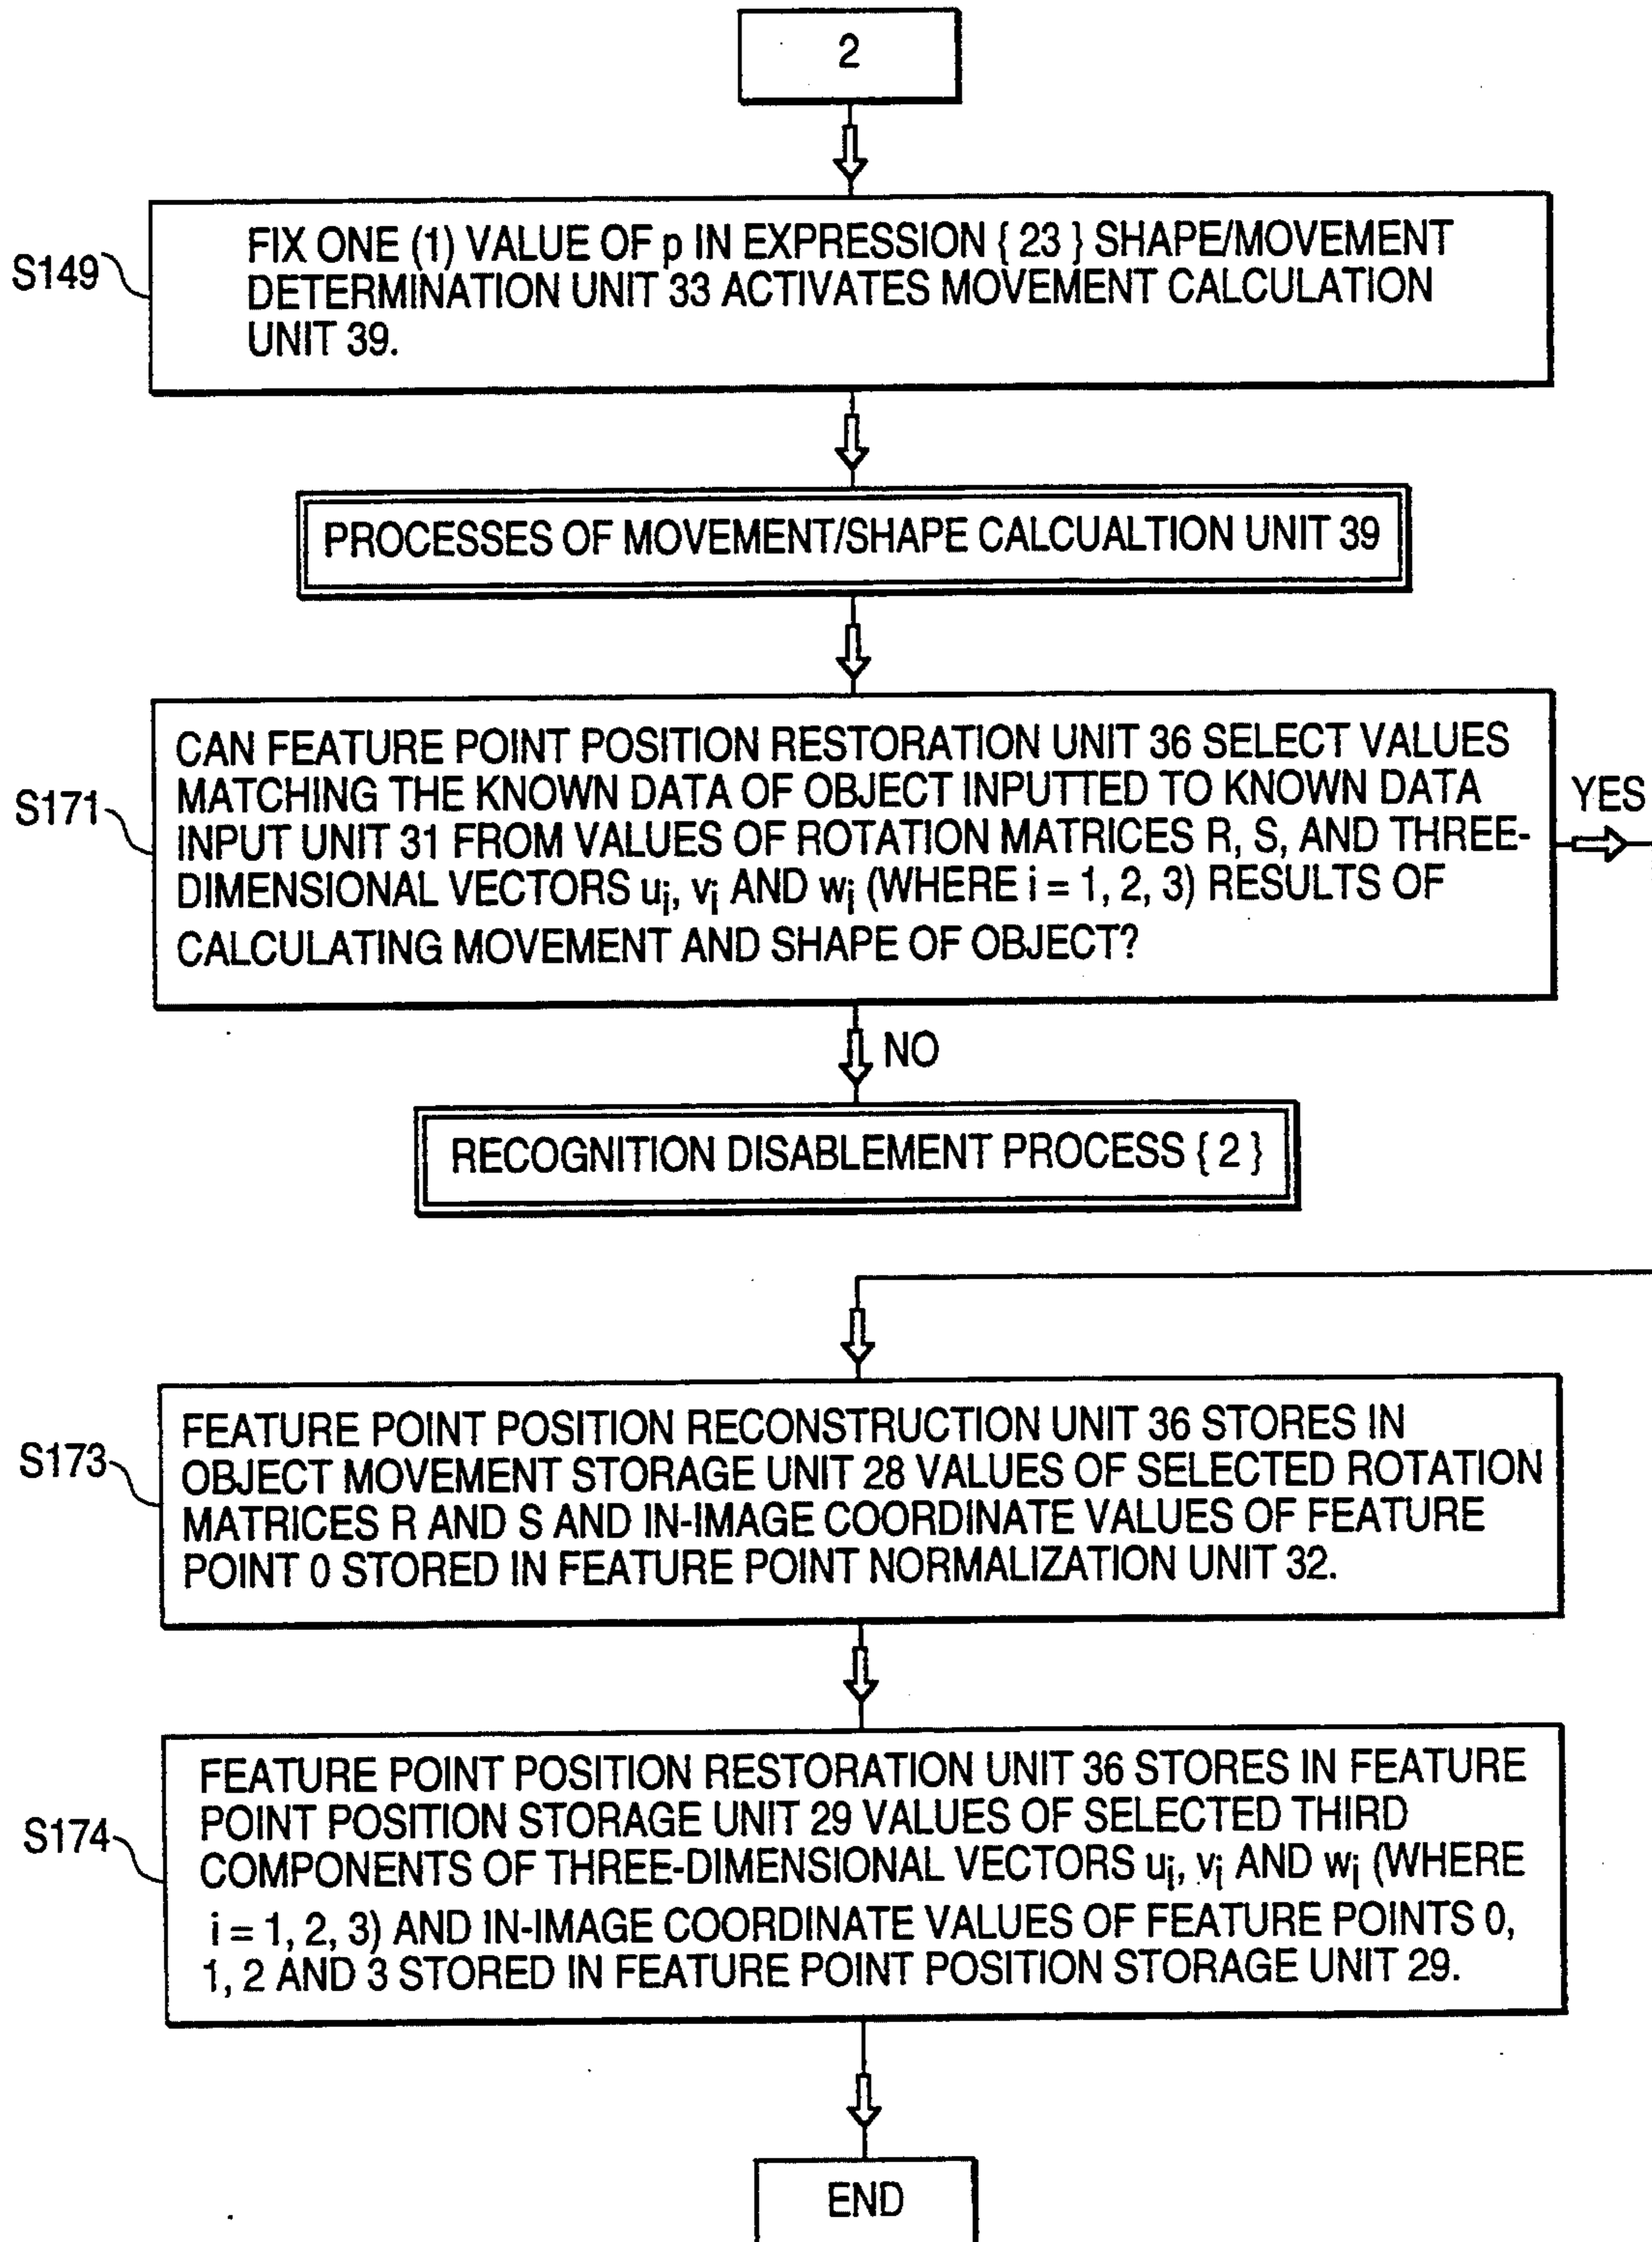 2
S149
FIX ONE (1) VALUE OF p IN EXPRESSION { 23 } SHAPE/MOVEMENT
DETERMINATION UNIT 33 ACTIVATES MOVEMENT CALCULATION
UNIT 39.
PROCESSES OF MOVEMENT/SHAPE CALCUALTION UNIT 39
S171
CAN FEATURE POINT POSITION RESTORATION UNIT 36 SELECT VALUES
MATCHING THE KNOWN DATA OF OBJECT INPUTTED TO KNOWN DATA
INPUT UNIT 31 FROM VALUES OF ROTATION MATRICES R, S, AND THREE-
DIMENSIONAL VECTORS ui, vi AND wi (WHERE i = 1, 2, 3) RESULTS OF
CALCULATING MOVEMENT AND SHAPE OF OBJECT?
YES
NO
RECOGNITION DISABLEMENT PROCESS { 2 }
S173
FEATURE POINT POSITION RECONSTRUCTION UNIT 36 STORES IN
OBJECT MOVEMENT STORAGE UNIT 28 VALUES OF SELECTED ROTATION
MATRICES R AND S AND IN-IMAGE COORDINATE VALUES OF FEATURE
POINT 0 STORED IN FEATURE POINT NORMALIZATION UNIT 32.
S174
FEATURE POINT POSITION RESTORATION UNIT 36 STORES IN FEATURE
POINT POSITION STORAGE UNIT 29 VALUES OF SELECTED THIRD
COMPONENTS OF THREE-DIMENSIONAL VECTORS ui, vi AND wi (WHERE
i = 1, 2, 3) AND IN-IMAGE COORDINATE VALUES OF FEATURE POINTS 0,
1, 2 AND 3 STORED IN FEATURE POINT POSITION STORAGE UNIT 29.
END